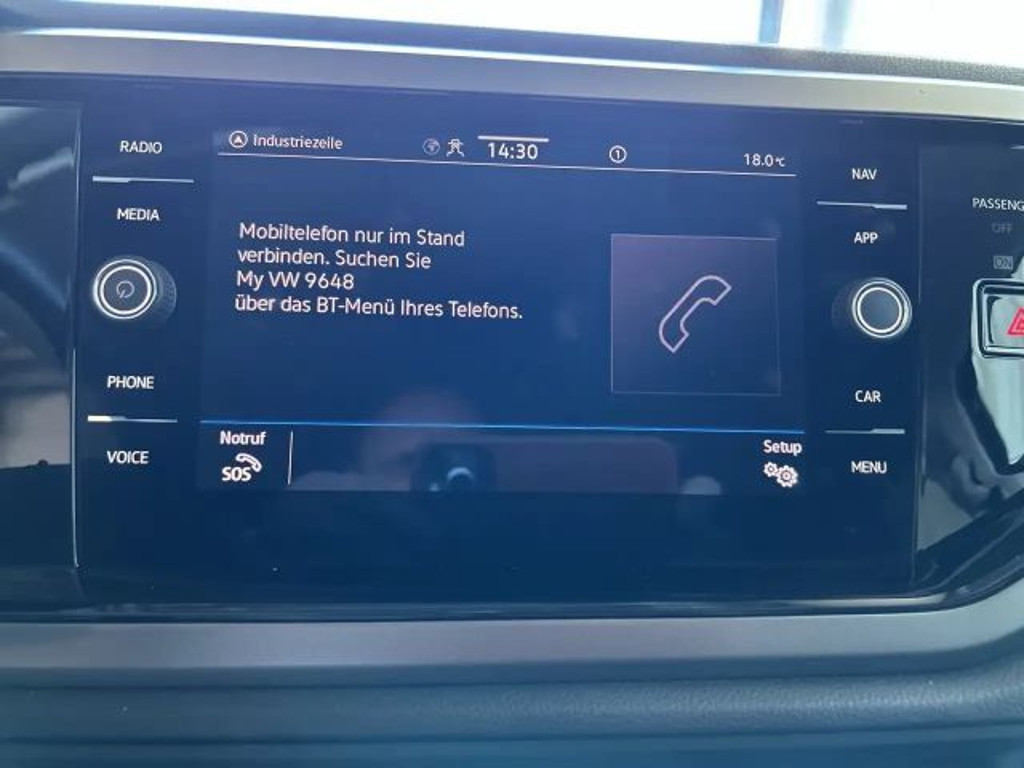 RADIO
MEDIA
PHONE
VOICE
Industriezeile
14:30
1
18.0°C
Mobiltelefon nur im Stand
verbinden. Suchen Sie
My VW 9648
über das BT-Menü Ihres Telefons.
Notruf
SOS
Setup
NAV
APP
CAR
MENU
PASSENG
OFF
ON